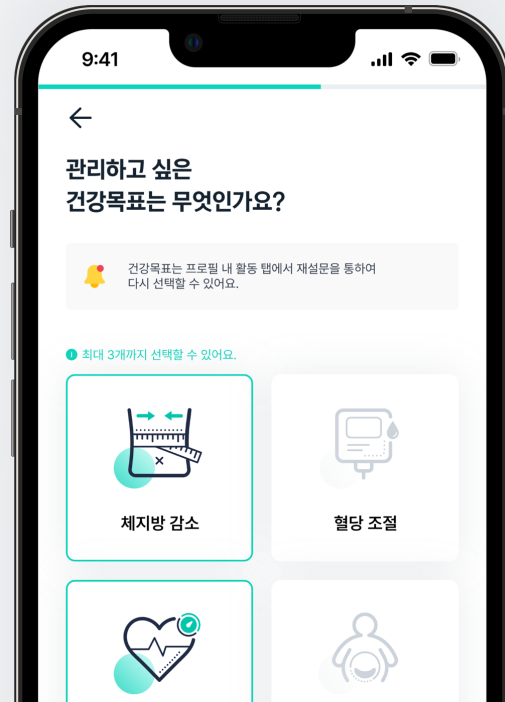 9:41
관리하고 싶은
건강목표는 무엇인가요?
건강목표는 프로필 내 활동 탭에서 재설문을 통하여
다시 선택할 수 있어요.
최대 3개까지 선택할 수 있어요.
체지방 감소
혈당 조절